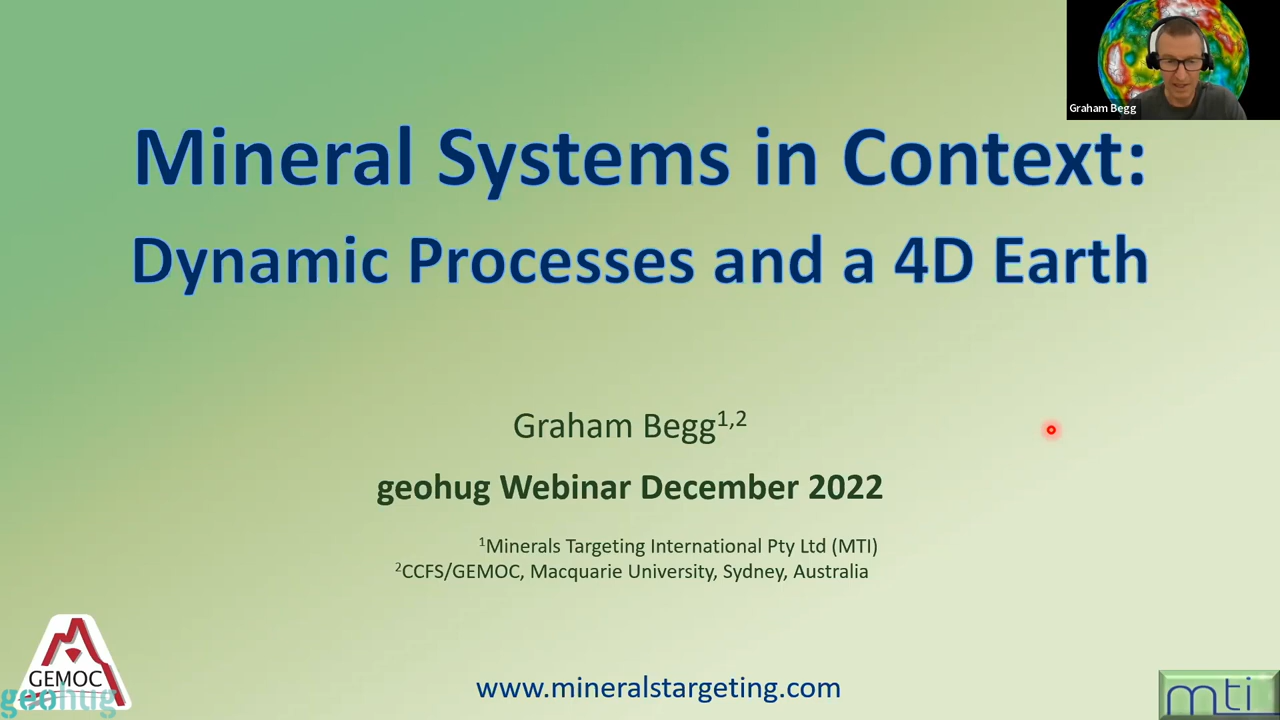 Graham Begg
Mineral Systems in Context:
Dynamic Processes and a 4D Earth
Graham Begg1,2
geohug Webinar December 2022
1Minerals Targeting International Pty Ltd (MTI)
2CCFS/GEMOC, Macquarie University, Sydney, Australia
GEMOC
geohug
www.mineralstargeting.com
mti